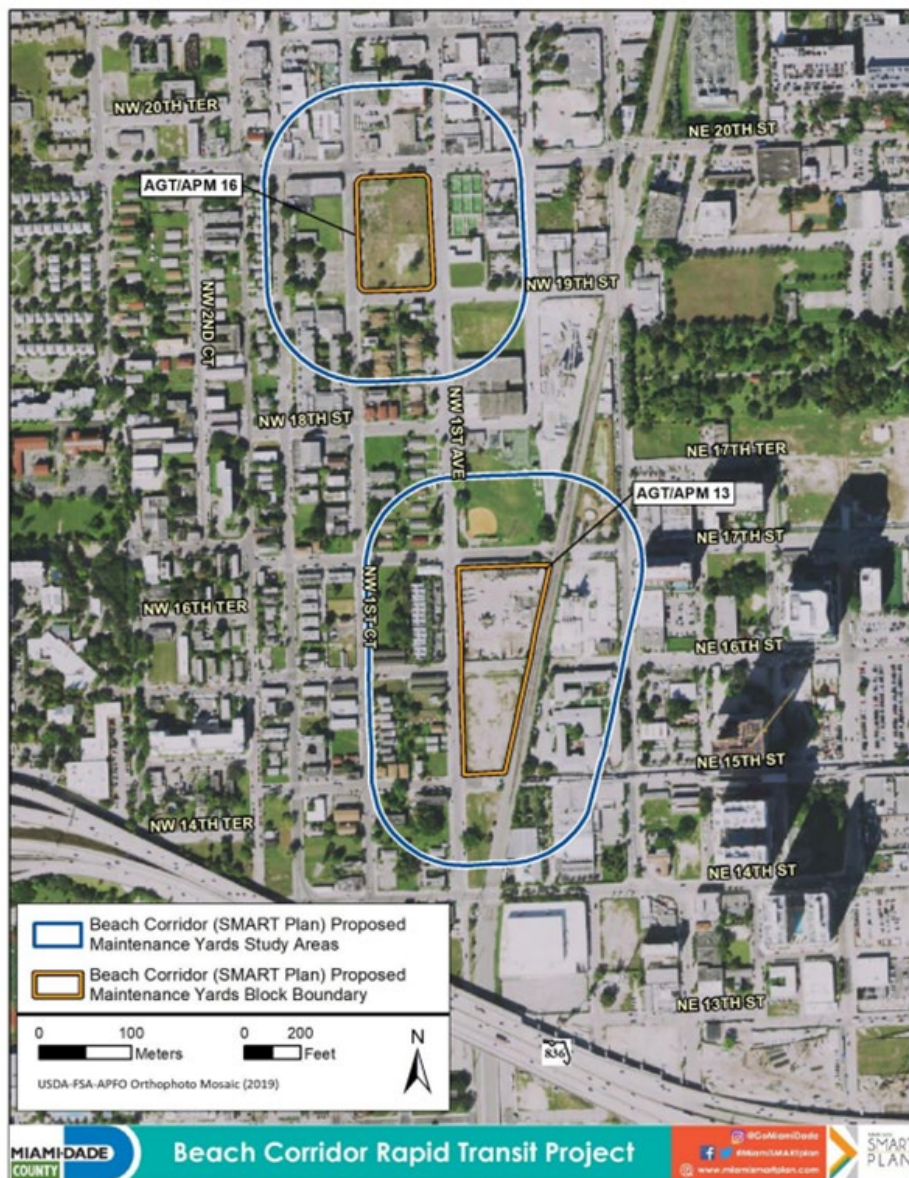 NW 20TH TER
NE 20TH ST
AGT/APM 16
NW 19TH ST
NW 2ND CT
NW 18TH ST
NW 1ST AVE
NE 17TH TER
AGT/APM 13
NE 17TH ST
NW 1ST CT
NW 16TH TER
NE 16TH ST
NE 15TH ST
NW 14TH TER
NE 14TH ST
NE 13TH ST
836
Beach Corridor (SMART Plan) Proposed
Maintenance Yards Study Areas
Beach Corridor (SMART Plan) Proposed
Maintenance Yards Block Boundary
0 100
Meters
0 200
Feet
N
USDA-FSA-APFO Orthophoto Mosaic (2019)
MIAMI-DADE
COUNTY
Beach Corridor Rapid Transit Project
@GoMiamiDade
#MiamiSMARTplan
www.miamismartplan.com
SMART
PLAN